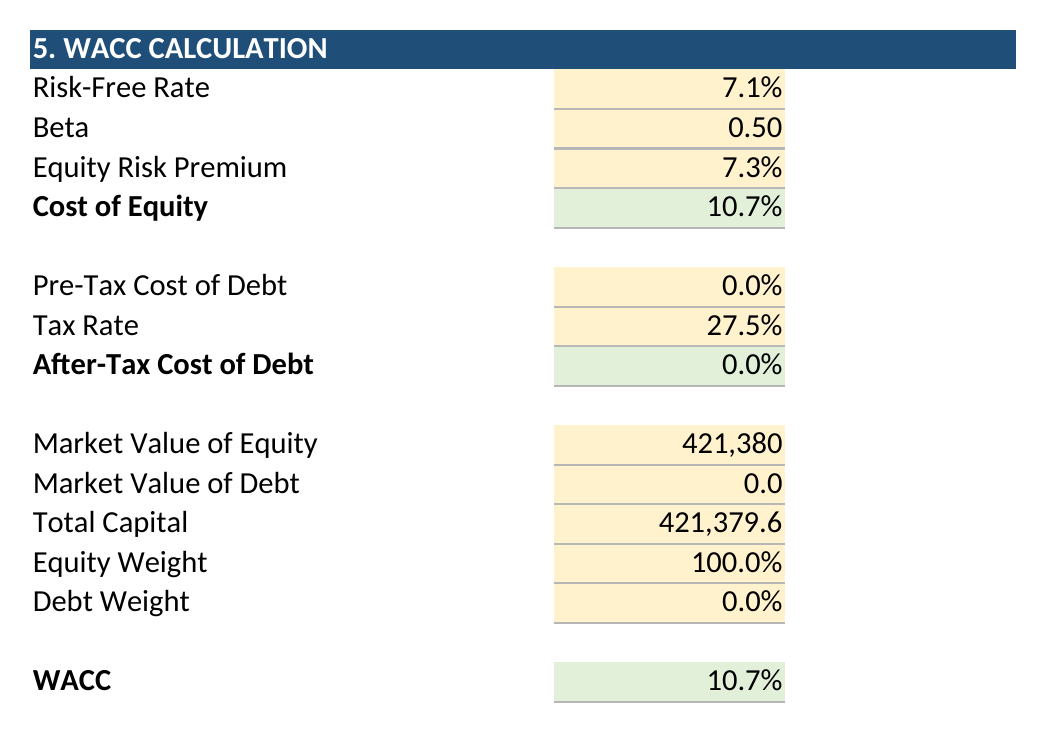 5. WACC CALCULATION
Risk-Free Rate 7.1%
Beta 0.50
Equity Risk Premium 7.3%
Cost of Equity 10.7%
Pre-Tax Cost of Debt 0.0%
Tax Rate 27.5%
After-Tax Cost of Debt 0.0%
Market Value of Equity 421,380
Market Value of Debt 0.0
Total Capital 421,379.6
Equity Weight 100.0%
Debt Weight 0.0%
WACC 10.7%